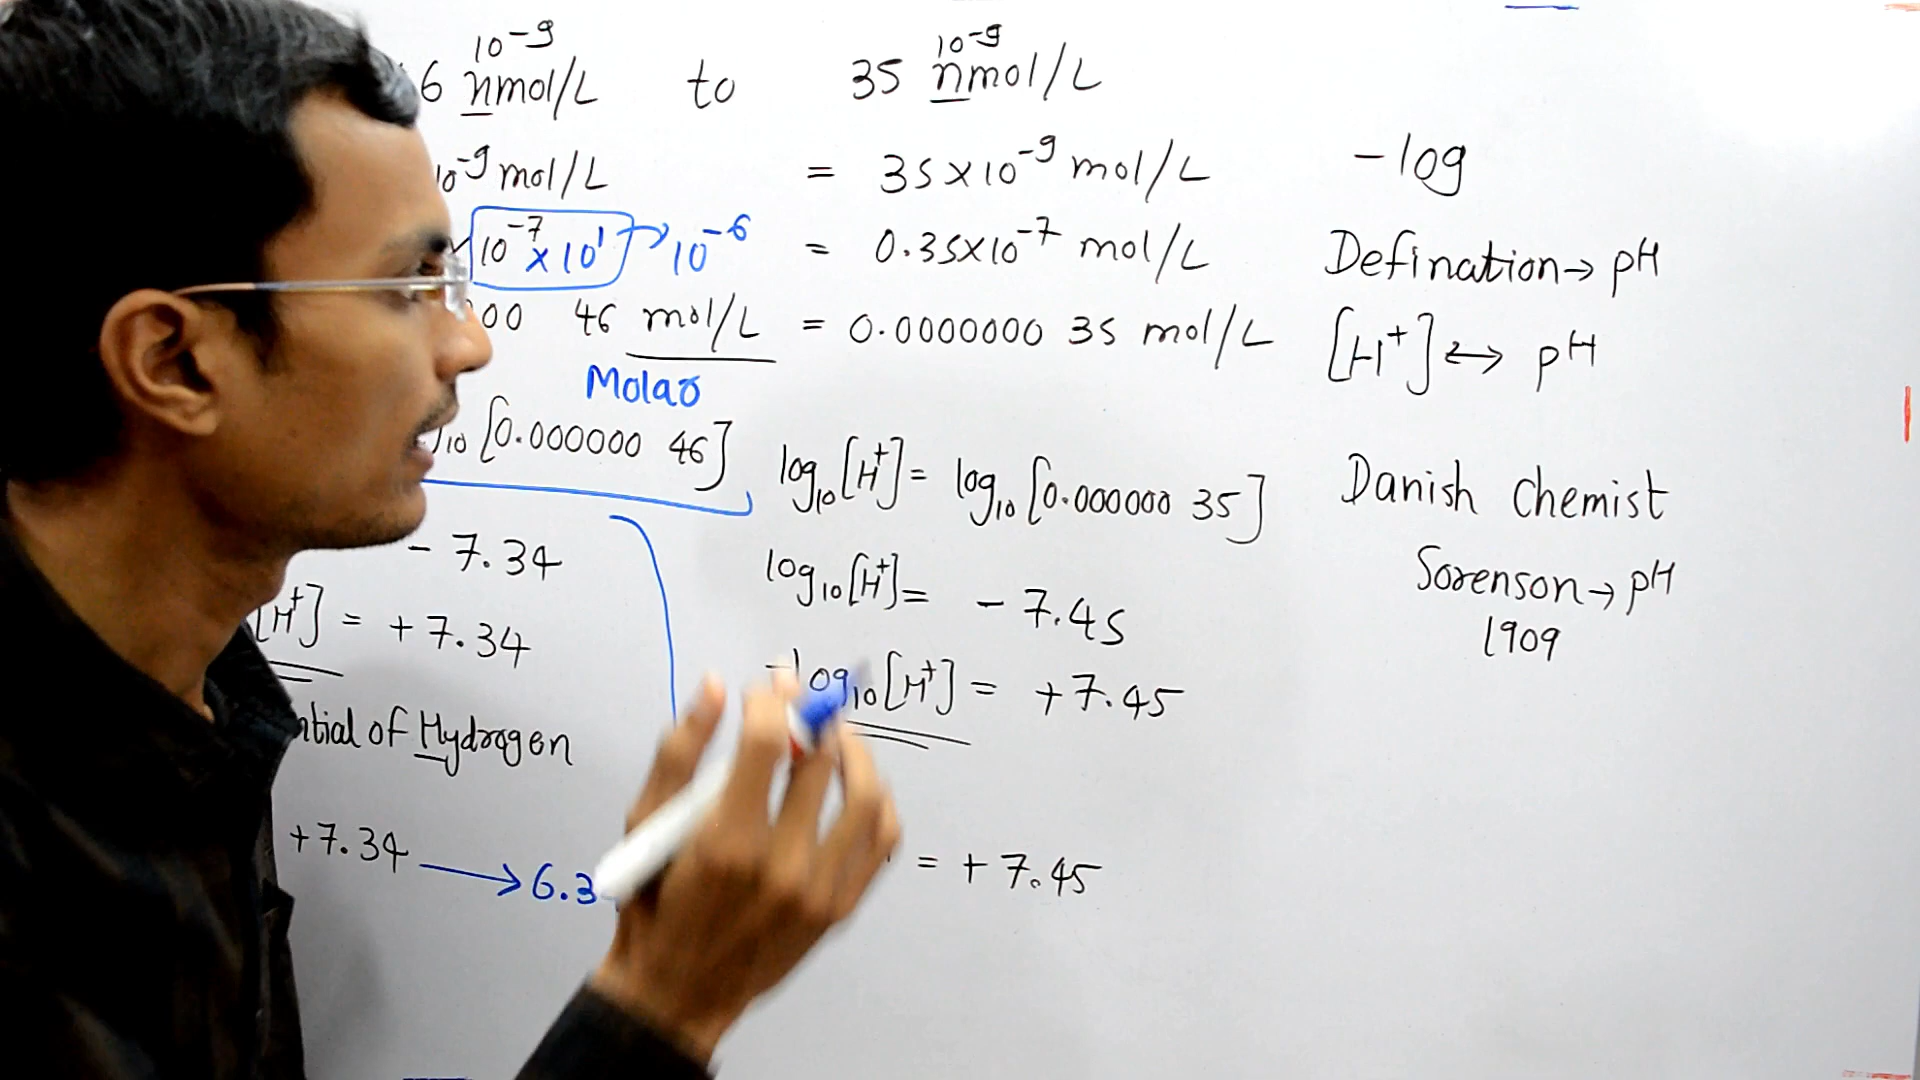 6 nmol/L to 35 nmol/L
10⁻⁹ 10⁻⁹
10⁻⁹ mol/L = 35×10⁻⁹ mol/L
10⁻⁷ × 10¹ → 10⁻⁶ = 0.35×10⁻⁷ mol/L
00 46 mol/L = 0.0000000 35 mol/L
Molar
10 [0.000000 46]
log₁₀[H⁺] = log₁₀[0.000000 35]
- 7.34
log₁₀[H⁺] = - 7.45
[H⁺] = +7.34
-log₁₀[H⁺] = +7.45
ntial of Hydrogen
+7.34 → 6.3
= +7.45
-log
Defination→ pH
[H⁺] ↔ pH
Danish Chemist
Sorenson→ pH
1909